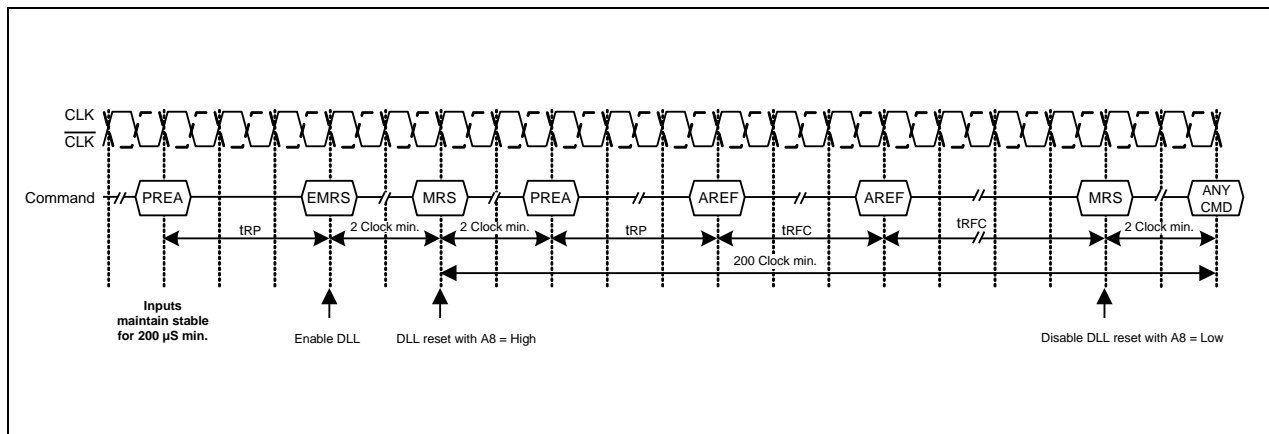 CLK
CLK
Command
PREA
EMRS
MRS
PREA
AREF
AREF
MRS
ANY
CMD
tRP
2 Clock min.
2 Clock min.
tRP
tRFC
tRFC
2 Clock min.
200 Clock min.
Inputs
maintain stable
for 200 µS min.
Enable DLL
DLL reset with A8 = High
Disable DLL reset with A8 = Low